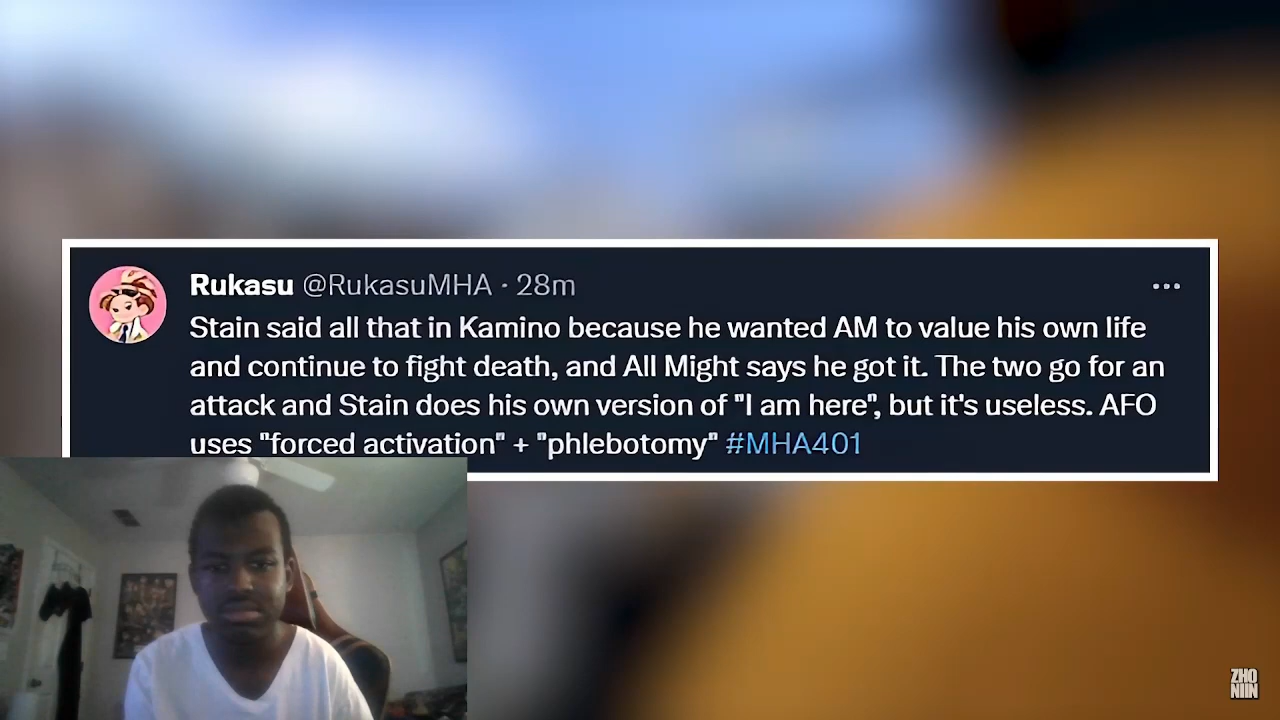 Rukasu @RukasuMHA · 28m
Stain said all that in Kamino because he wanted AM to value his own life
and continue to fight death, and All Might says he got it. The two go for an
attack and Stain does his own version of "I am here", but it's useless. AFO
uses "forced activation" + "phlebotomy" #MHA401
ZHO
NIIN